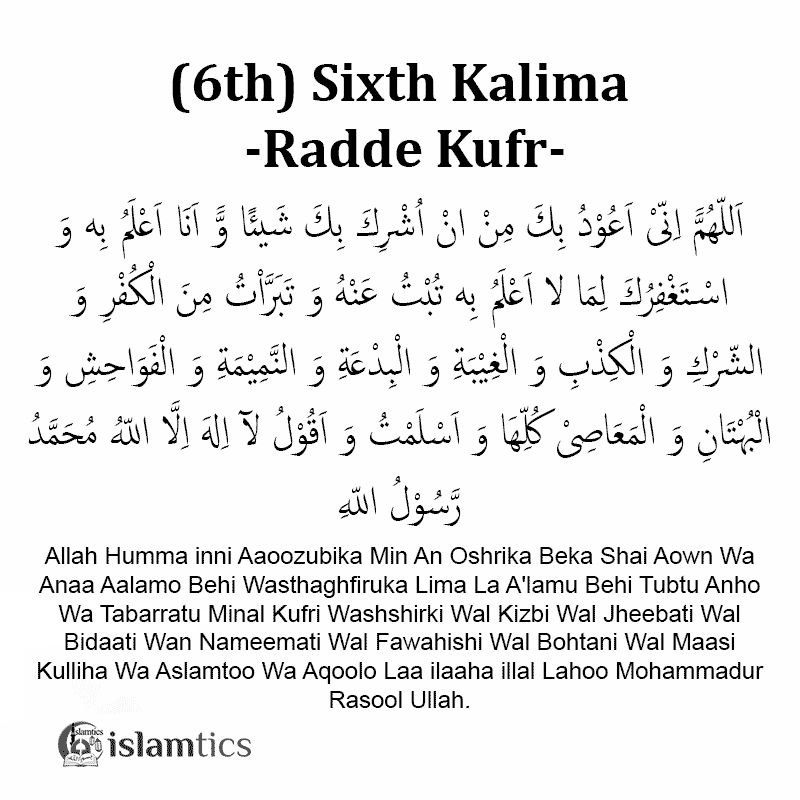 (6th) Sixth Kalima
-Radde Kufr-
اَللّٰهُمَّ اِنِّیْۤ اَعُوْذُ بِكَ مِنْ اَنْ اُشْرِكَ بِكَ شَیئًا وَّ اَنَا اَعْلَمُ بِه وَ
اسْتَغْفِرُكَ لِمَا لا اَعْلَمُ بِه تُبْتُ عَنْهُ وَ تَبَرَّاْتُ مِنَ الْكُفْرِ وَ
الشّرْكِ وَ الْكِذْبِ وَ الْغِيْبَةِ وَ الْبِدْعَةِ وَ النَّمِيْمَةِ وَ الْفَوَاحِشِ وَ
الْبُهْتَانِ وَ الْمَعَاصِیْ كُلِّهَا وَ اَسْلَمْتُ وَ اَقُوْلُ لَآ اِلهَ اِلَّا اللّٰهُ مُحَمَّدُ
رَّسُوْلُ اللّٰهِ
Allah Humma inni Aaoozubika Min An Oshrika Beka Shai Aown Wa
Anaa Aalamo Behi Wasthaghfiruka Lima La A'lamu Behi Tubtu Anho
Wa Tabarratu Minal Kufri Washshirki Wal Kizbi Wal Jheebati Wal
Bidaati Wan Nameemati Wal Fawahishi Wal Bohtani Wal Maasi
Kulliha Wa Aslamtoo Wa Aqoolo Laa ilaaha illal Lahoo Mohammadur
Rasool Ullah.
islamtics